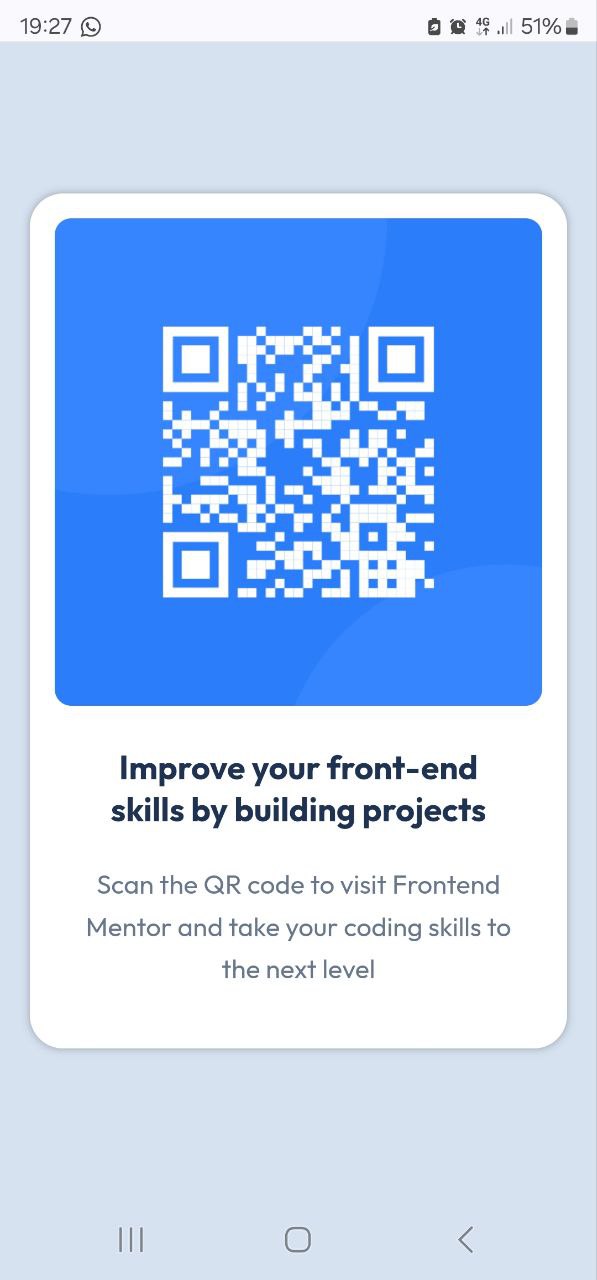 19:27
4G
51%
Improve your front-end
skills by building projects
Scan the QR code to visit Frontend
Mentor and take your coding skills to
the next level